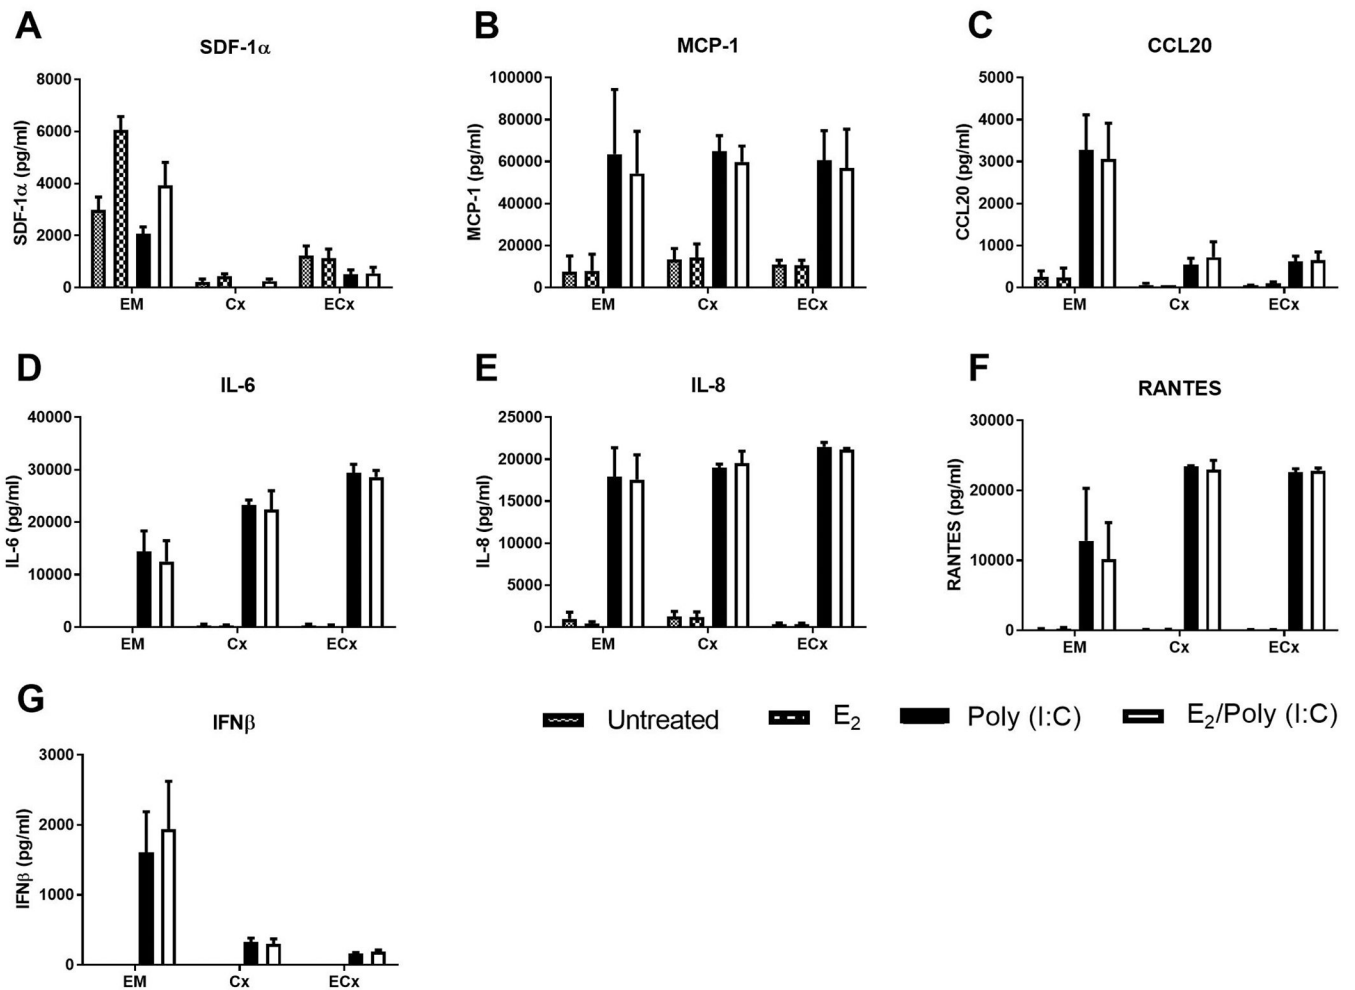 A
SDF-1α
SDF-1α (pg/ml)
8000
6000
4000
2000
0
EM Cx ECx
B
MCP-1
MCP-1 (pg/ml)
100000
80000
60000
40000
20000
0
EM Cx ECx
C
CCL20
CCL20 (pg/ml)
5000
4000
3000
2000
1000
0
EM Cx ECx
D
IL-6
IL-6 (pg/ml)
40000
30000
20000
10000
0
EM Cx ECx
E
IL-8
IL-8 (pg/ml)
25000
20000
15000
10000
5000
0
EM Cx ECx
F
RANTES
RANTES (pg/ml)
30000
20000
10000
0
EM Cx ECx
G
IFNβ
IFNβ (pg/ml)
3000
2000
1000
0
EM Cx ECx
Untreated E₂ Poly (I:C) E₂/Poly (I:C)